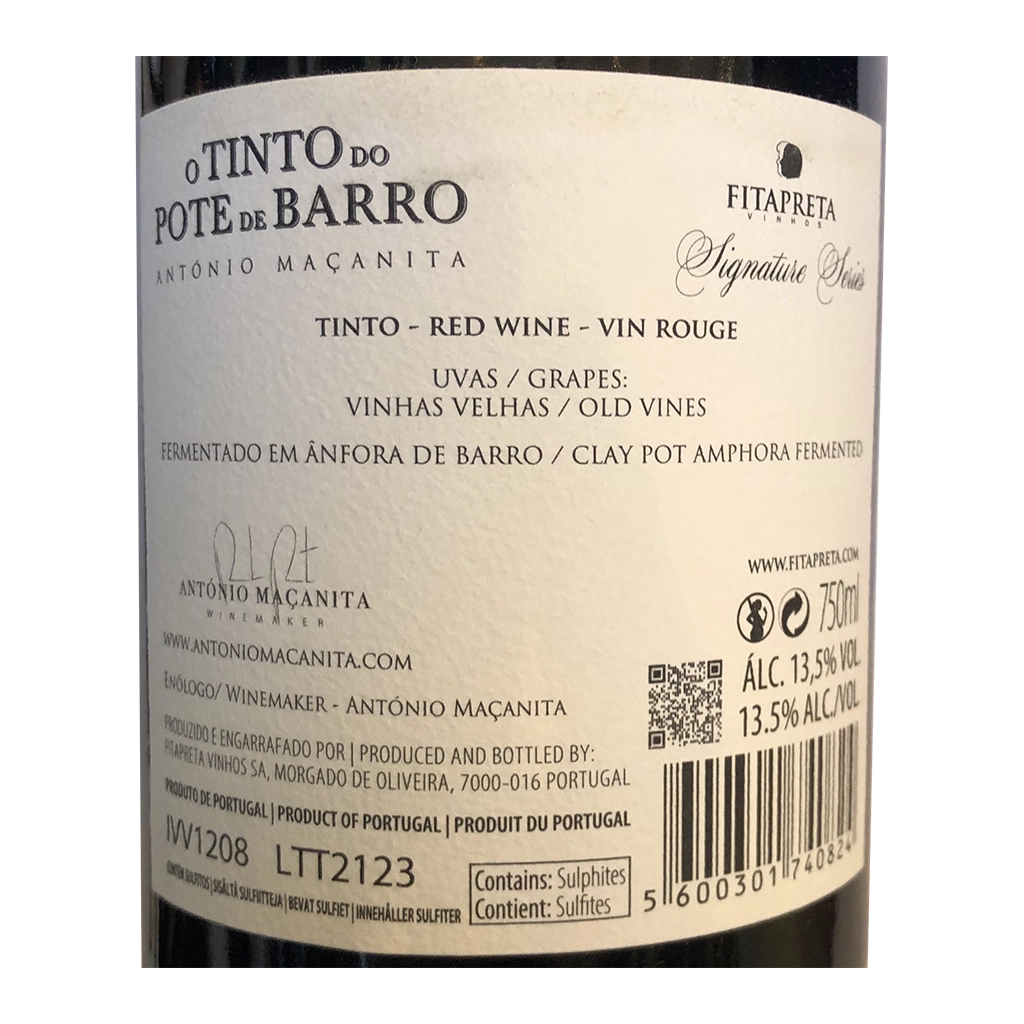 O TINTO DO
POTE DE BARRO
ANTÓNIO MAÇANITA
FITAPRETA
VINHOS
Signature Series
TINTO - RED WINE - VIN ROUGE
UVAS / GRAPES:
VINHAS VELHAS / OLD VINES
FERMENTADO EM ÂNFORA DE BARRO / CLAY POT AMPHORA FERMENTED
ANTÓNIO MAÇANITA
WINEMAKER
WWW.ANTONIOMACANITA.COM
ENÓLOGO/ WINEMAKER - ANTÓNIO MAÇANITA
PRODUZIDO E ENGARRAFADO POR | PRODUCED AND BOTTLED BY:
FITAPRETA VINHOS SA, MORGADO DE OLIVEIRA, 7000-016 PORTUGAL
PRODUTO DE PORTUGAL | PRODUCT OF PORTUGAL | PRODUIT DU PORTUGAL
IVV1208 LTT2123
CONTÉM SULFITOS | SISÄLTÄ SULFIITTEJA | BEVAT SULFIET | INNEHÅLLER SULFITER
Contains: Sulphites
Contient: Sulfites
WWW.FITAPRETA.COM
750ml
ÁLC. 13,5% VOL.
13.5% ALC./VOL.
5 600301 740824